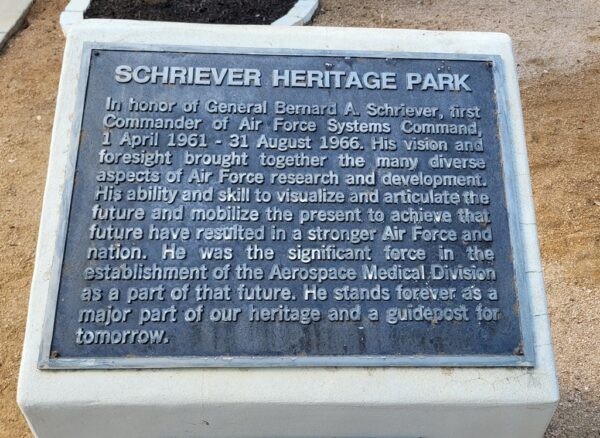 SCHRIEVER HERITAGE PARK
In honor of General Bernard A. Schriever, first
Commander of Air Force Systems Command,
1 April 1961 - 31 August 1966. His vision and
foresight brought together the many diverse
aspects of Air Force research and development.
His ability and skill to visualize and articulate the
future and mobilize the present to achieve that
future have resulted in a stronger Air Force and
nation. He was the significant force in the
establishment of the Aerospace Medical Division
as a part of that future. He stands forever as a
major part of our heritage and a guidepost for
tomorrow.